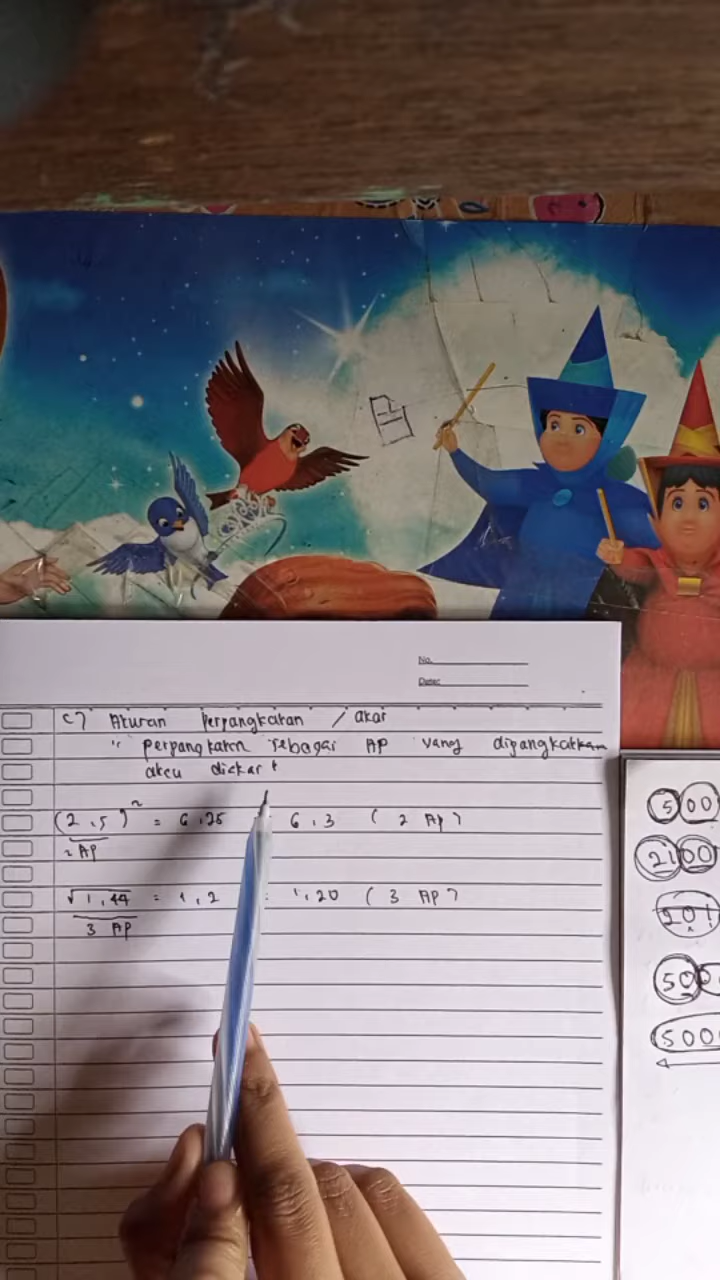 No.
Date:
c) Aturan perpangkatan / akar
" perpangkatan sebagai AP yang dipangkatkan
atau diakar "
(2,5)² = 6,25 6,3 ( 2 AP )
2 AP
√1,44 = 1,2 = 1,20 ( 3 AP )
3 AP
500
2100
501
500